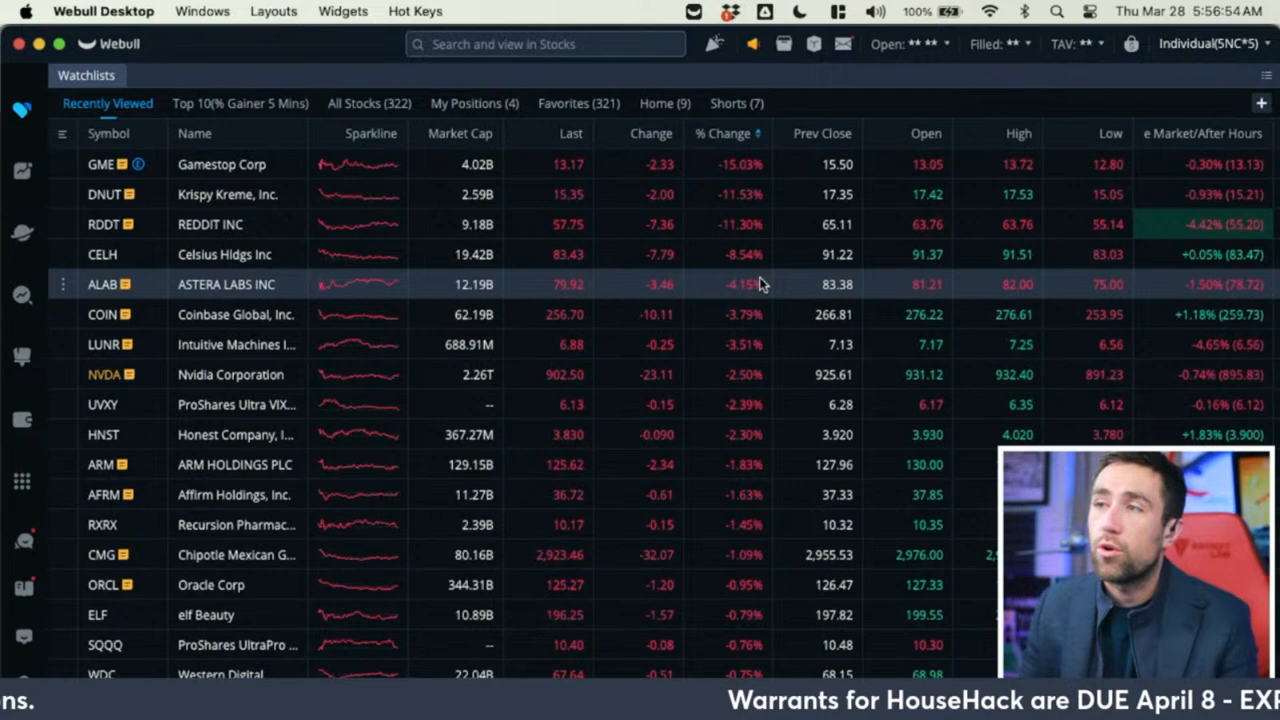 Webull Desktop Windows Layouts Widgets Hot Keys 100% Thu Mar 28 5:56:54 AM
Webull Search and view in Stocks Open: ** ** Filled: ** TAV: ** Individual(5NC*5)
Watchlists
Recently Viewed Top 10(% Gainer 5 Mins) All Stocks (322) My Positions (4) Favorites (321) Home (9) Shorts (7)
Symbol Name Sparkline Market Cap Last Change % Change Prev Close Open High Low e Market/After Hours
GME Gamestop Corp 4.02B 13.17 -2.33 -15.03% 15.50 13.05 13.72 12.80 -0.30% (13.13)
DNUT Krispy Kreme, Inc. 2.59B 15.35 -2.00 -11.53% 17.35 17.42 17.53 15.05 -0.93% (15.21)
RDDT REDDIT INC 9.18B 57.75 -7.36 -11.30% 65.11 63.76 63.76 55.14 -4.42% (55.20)
CELH Celsius Hldgs Inc 19.42B 83.43 -7.79 -8.54% 91.22 91.37 91.51 83.03 +0.05% (83.47)
ALAB ASTERA LABS INC 12.19B 79.92 -3.46 -4.15% 83.38 81.21 82.00 75.00 -1.50% (78.72)
COIN Coinbase Global, Inc. 62.19B 256.70 -10.11 -3.79% 266.81 276.22 276.61 253.95 +1.18% (259.73)
LUNR Intuitive Machines I... 688.91M 6.88 -0.25 -3.51% 7.13 7.17 7.25 6.56 -4.65% (6.56)
NVDA Nvidia Corporation 2.26T 902.50 -23.11 -2.50% 925.61 931.12 932.40 891.23 -0.74% (895.83)
UVXY ProShares Ultra VIX... -- 6.13 -0.15 -2.39% 6.28 6.17 6.35 6.12 -0.16% (6.12)
HNST Honest Company, I... 367.27M 3.830 -0.090 -2.30% 3.920 3.930 4.020 3.780 +1.83% (3.900)
ARM ARM HOLDINGS PLC 129.15B 125.62 -2.34 -1.83% 127.96 130.00
AFRM Affirm Holdings, Inc. 11.27B 36.72 -0.61 -1.63% 37.33 37.85
RXRX Recursion Pharmac... 2.39B 10.17 -0.15 -1.45% 10.32 10.35
CMG Chipotle Mexican G... 80.16B 2,923.46 -32.07 -1.09% 2,955.53 2,976.00 2,
ORCL Oracle Corp 344.31B 125.27 -1.20 -0.95% 126.47 127.33
ELF elf Beauty 10.89B 196.25 -1.57 -0.79% 197.82 199.55
SQQQ ProShares UltraPro ... -- 10.40 -0.08 -0.76% 10.48 10.30
WDC Western Digital 22.04B 67.64 -0.51 -0.75% 68.15 68.98
ns. Warrants for HouseHack are DUE April 8 - EXP